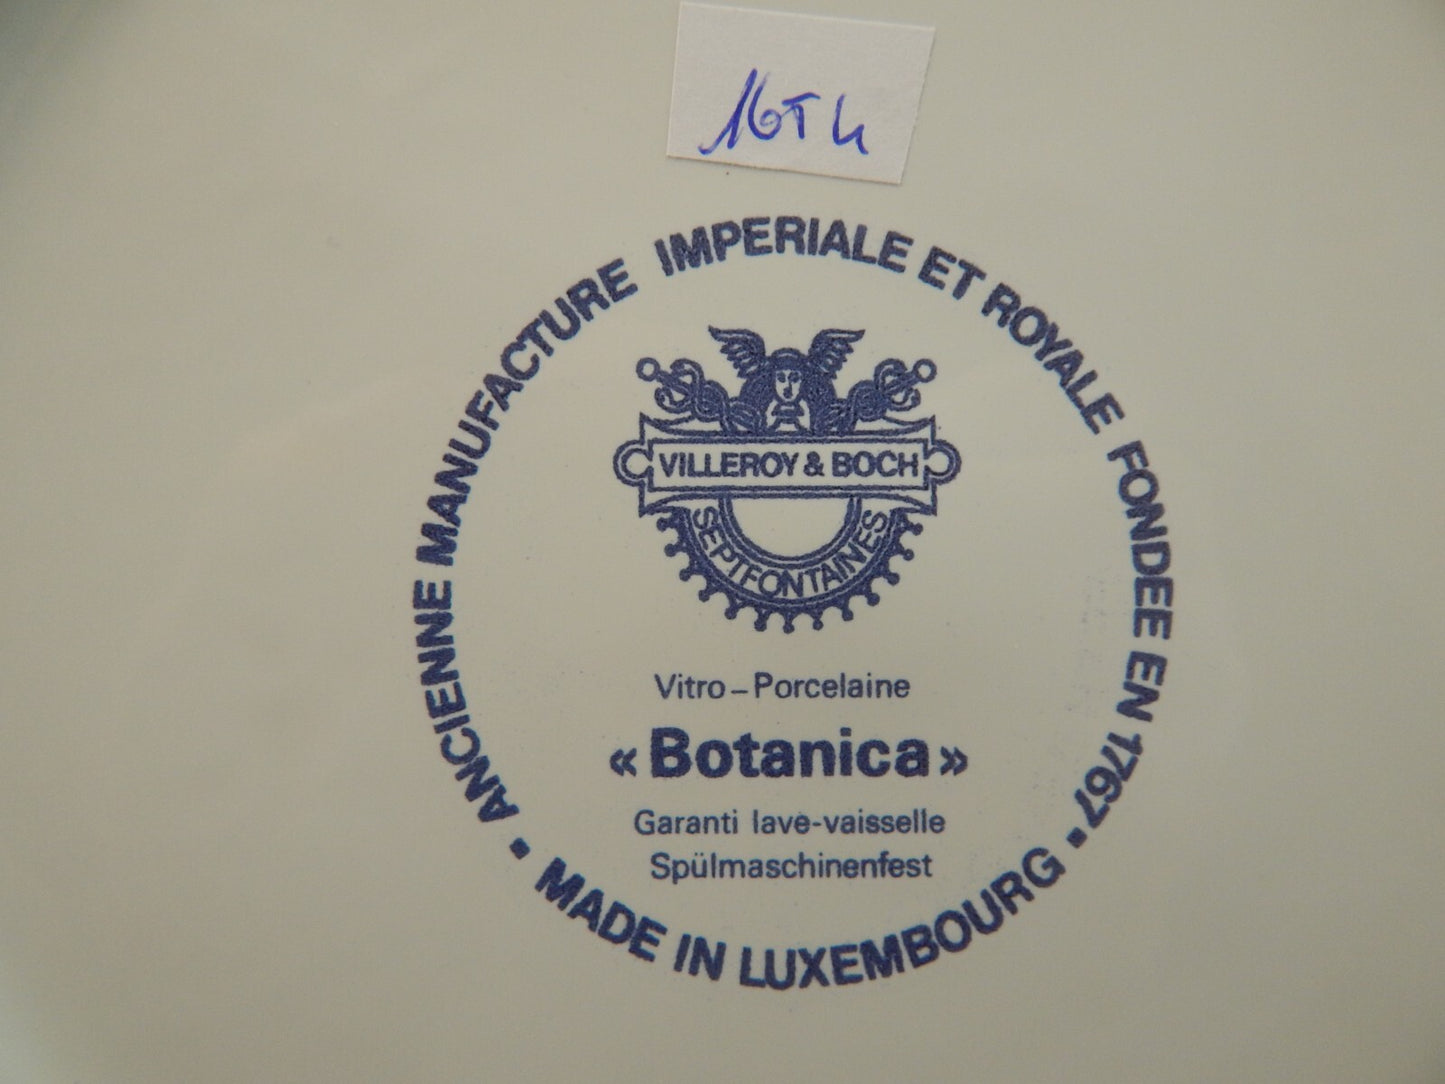 16T4
ANCIENNE MANUFACTURE IMPERIALE ET ROYALE FONDEE EN 1767
VILLEROY & BOCH
SEPTFONTAINES
Vitro-Porcelaine
«Botanica»
Garanti lave-vaisselle
Spülmaschinenfest
• MADE IN LUXEMBOURG •